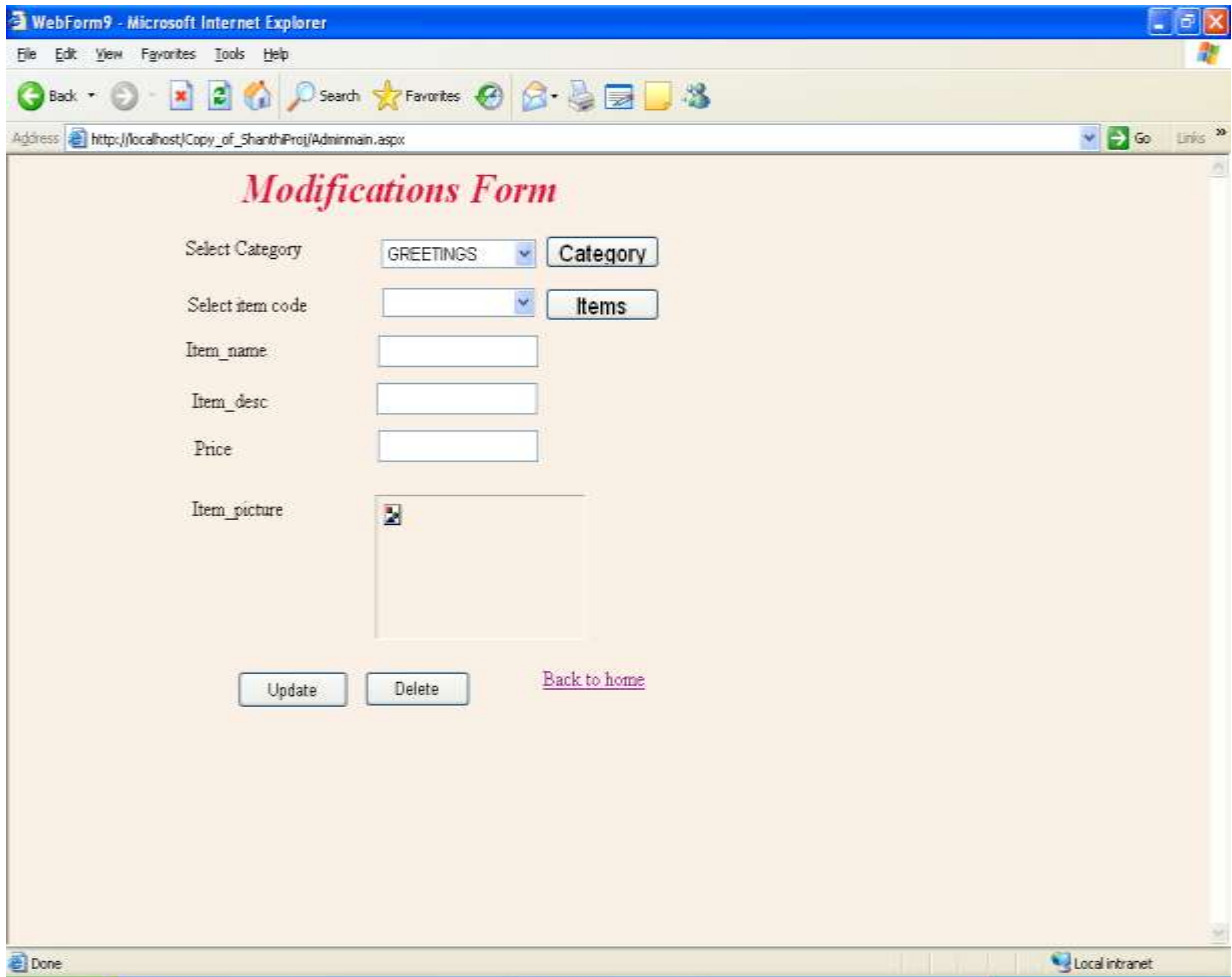 WebForm9 - Microsoft Internet Explorer
File Edit View Favorites Tools Help
Back Search Favorites
Address http://localhost/Copy_of_ShanthiProj/Adminmain.aspx Go Links »
Modifications Form
Select Category GREETINGS Category
Select item code Items
Item_name
Item_desc
Price
Item_picture
Update Delete Back to home
Done Local intranet